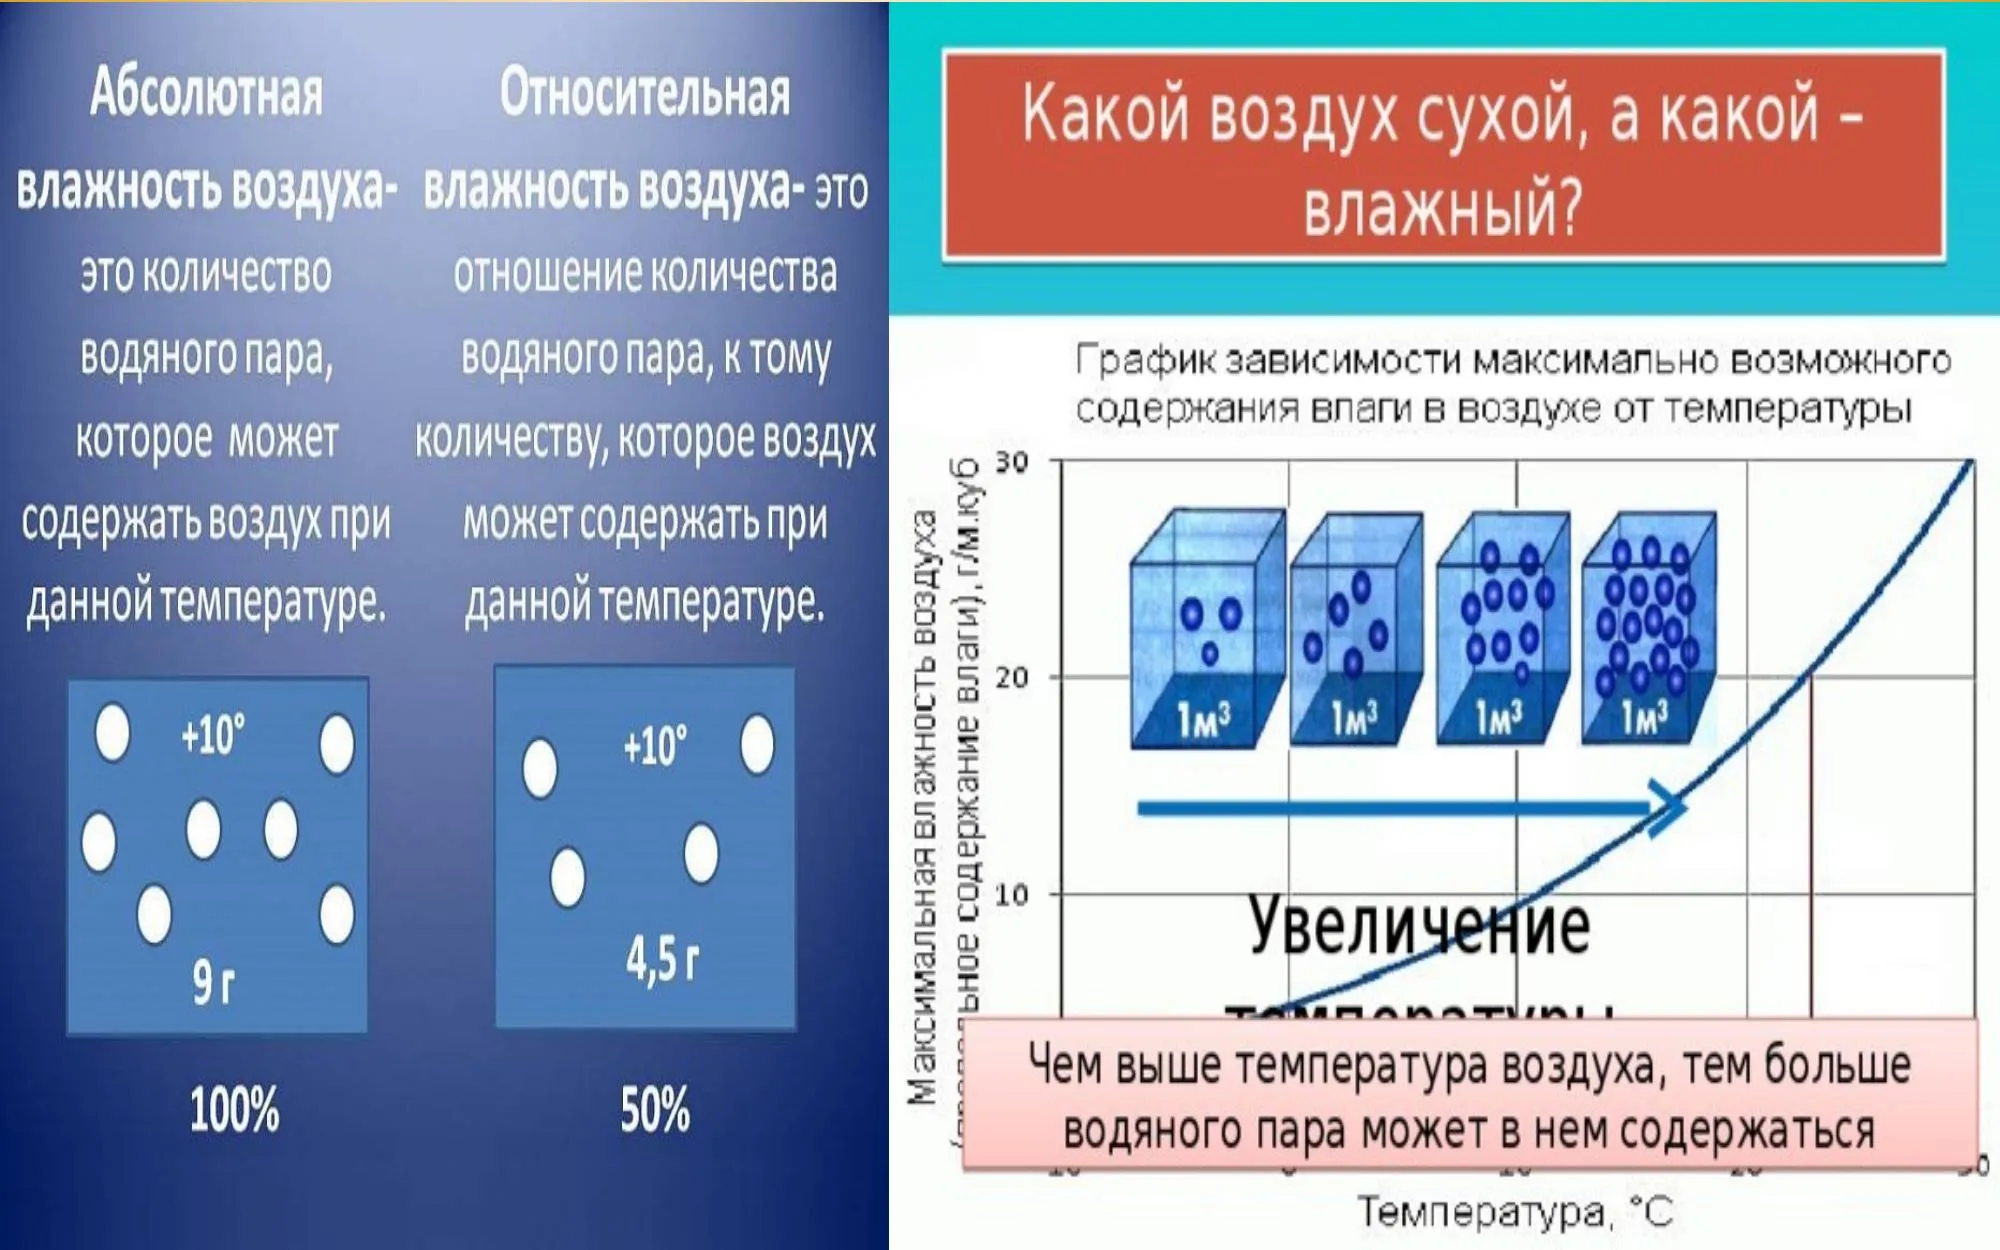 Абсолютная
влажность воздуха-
это количество
водяного пара,
которое может
содержать воздух при
данной температуре.
+10°
9 г
100%
Относительная
влажность воздуха- это
отношение количества
водяного пара, к тому
количеству, которое воздух
может содержать при
данной температуре.
+10°
4,5 г
50%
Какой воздух сухой, а какой –
влажный?
График зависимости максимально возможного
содержания влаги в воздухе от температуры
Максимальная влажность воздуха
содержание влаги), г/м.куб
30
20
10
1м³
1м³
1м³
1м³
Увеличение
температуры
Чем выше температура воздуха, тем больше
водяного пара может в нем содержаться
Температура, °C